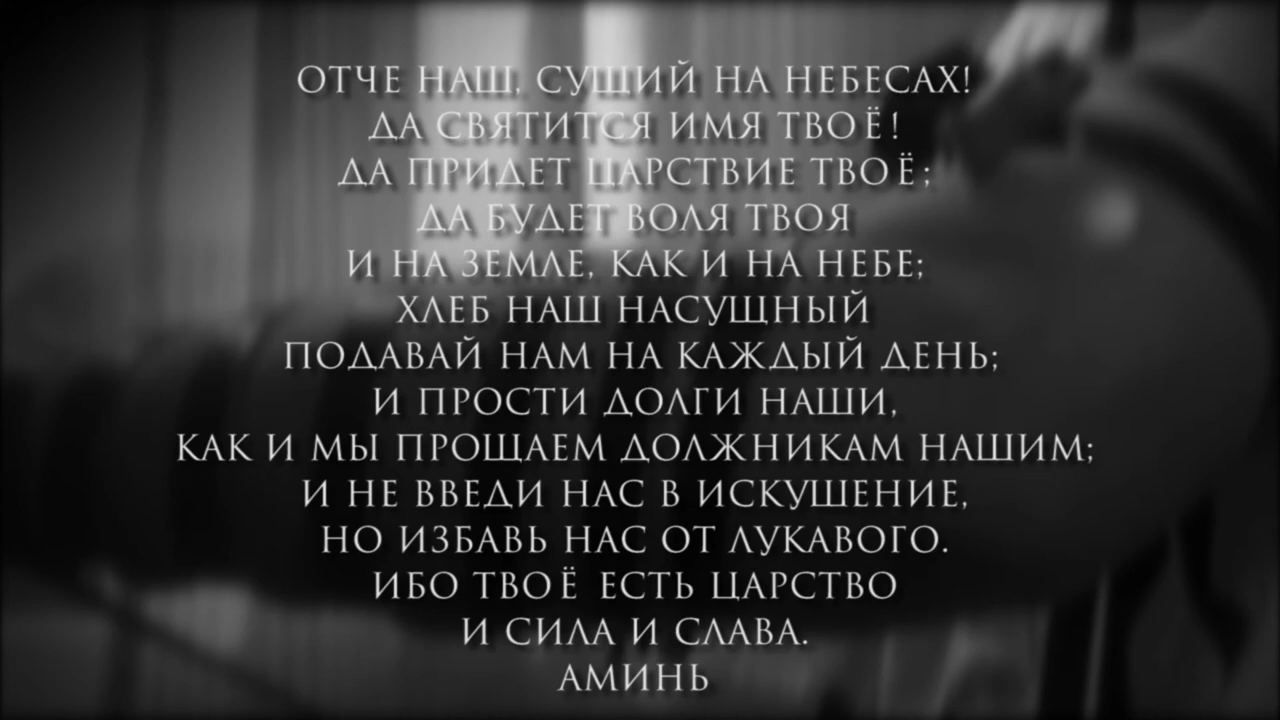 ОТЧЕ НАШ, СУЩИЙ НА НЕБЕСАХ!
ДА СВЯТИТСЯ ИМЯ ТВОЁ!
ДА ПРИДЕТ ЦАРСТВИЕ ТВОЁ;
ДА БУДЕТ ВОЛЯ ТВОЯ
И НА ЗЕМЛЕ, КАК И НА НЕБЕ;
ХЛЕБ НАШ НАСУЩНЫЙ
ПОДАВАЙ НАМ НА КАЖДЫЙ ДЕНЬ;
И ПРОСТИ ДОЛГИ НАШИ,
КАК И МЫ ПРОЩАЕМ ДОЛЖНИКАМ НАШИМ;
И НЕ ВВЕДИ НАС В ИСКУШЕНИЕ,
НО ИЗБАВЬ НАС ОТ ЛУКАВОГО.
ИБО ТВОЁ ЕСТЬ ЦАРСТВО
И СИЛА И СЛАВА.
АМИНЬ